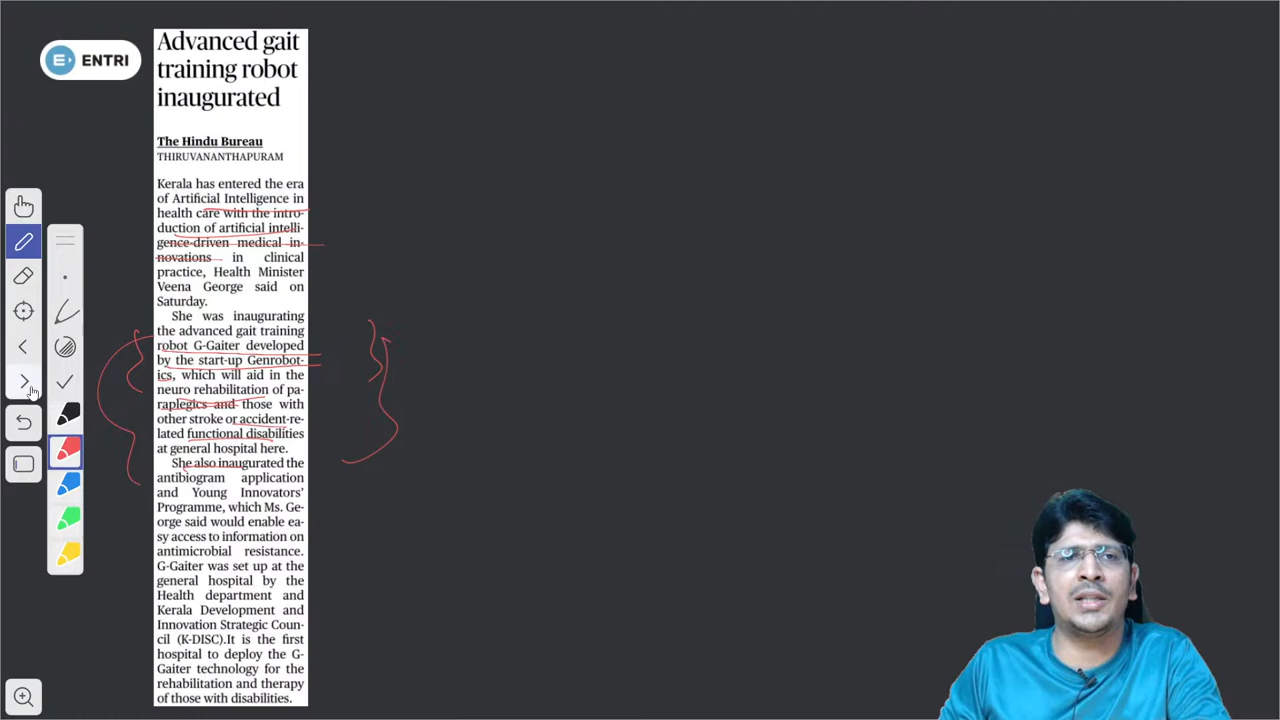 ENTRI
Advanced gait
training robot
inaugurated
The Hindu Bureau
THIRUVANANTHAPURAM
Kerala has entered the era
of Artificial Intelligence in
health care with the intro-
duction of artificial intelli-
gence-driven medical in-
novations in clinical
practice, Health Minister
Veena George said on
Saturday.
She was inaugurating
the advanced gait training
robot G-Gaiter developed
by the start-up Genrobot-
ics, which will aid in the
neuro rehabilitation of pa-
raplegics and those with
other stroke or accident-re-
lated functional disabilities
at general hospital here.
She also inaugurated the
antibiogram application
and Young Innovators'
Programme, which Ms. Ge-
orge said would enable ea-
sy access to information on
antimicrobial resistance.
G-Gaiter was set up at the
general hospital by the
Health department and
Kerala Development and
Innovation Strategic Coun-
cil (K-DISC).It is the first
hospital to deploy the G-
Gaiter technology for the
rehabilitation and therapy
of those with disabilities.